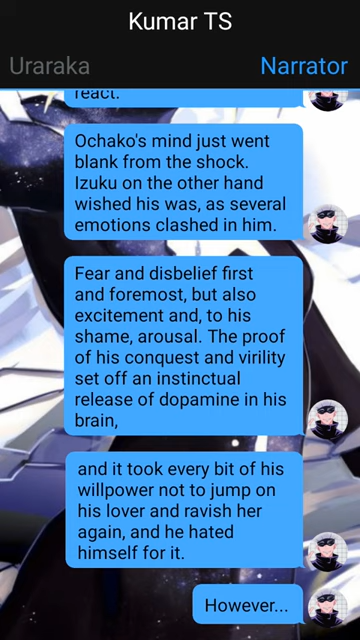 Kumar TS
Uraraka
Narrator
react.
Ochako's mind just went
blank from the shock.
Izuku on the other hand
wished his was, as several
emotions clashed in him.
Fear and disbelief first
and foremost, but also
excitement and, to his
shame, arousal. The proof
of his conquest and virility
set off an instinctual
release of dopamine in his
brain,
and it took every bit of his
willpower not to jump on
his lover and ravish her
again, and he hated
himself for it.
However...